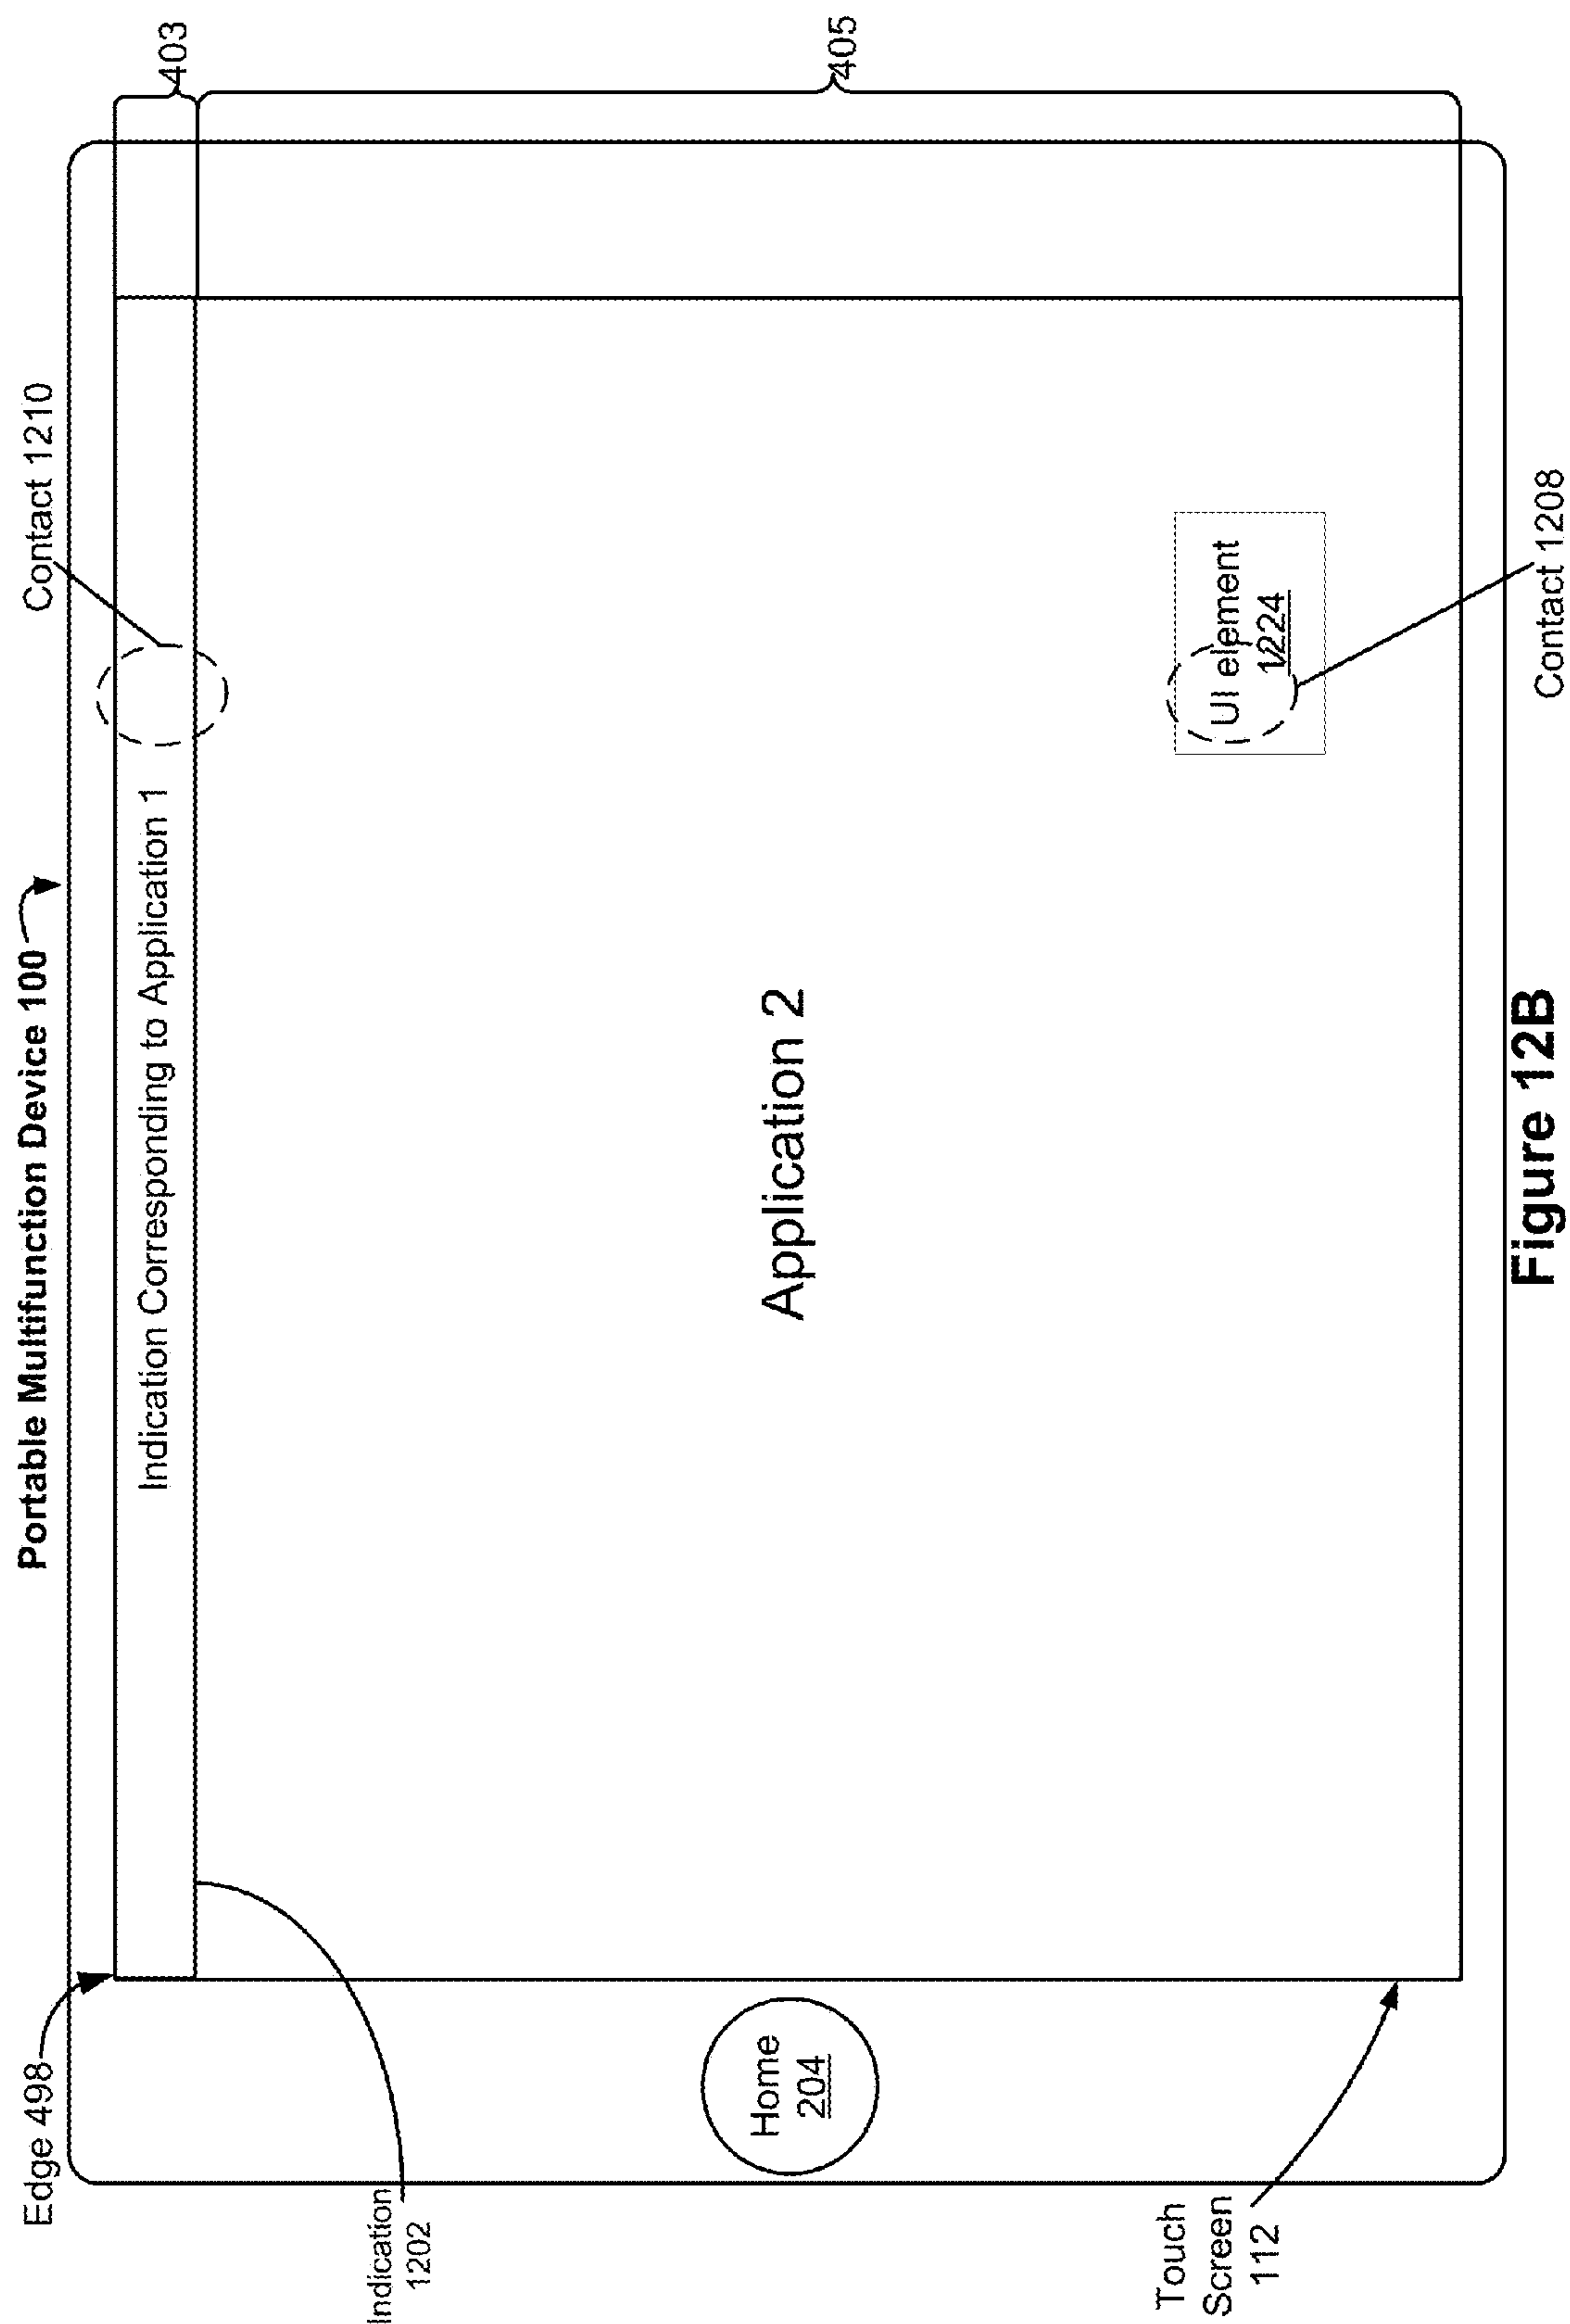 Portable Multifunction Device 100
Edge 498
Contact 1210
403
Indication Corresponding to Application 1
405
Indication
1202
Application 2
Home
204
UI element
1224
Touch
Screen
112
Contact 1208
Figure 12B